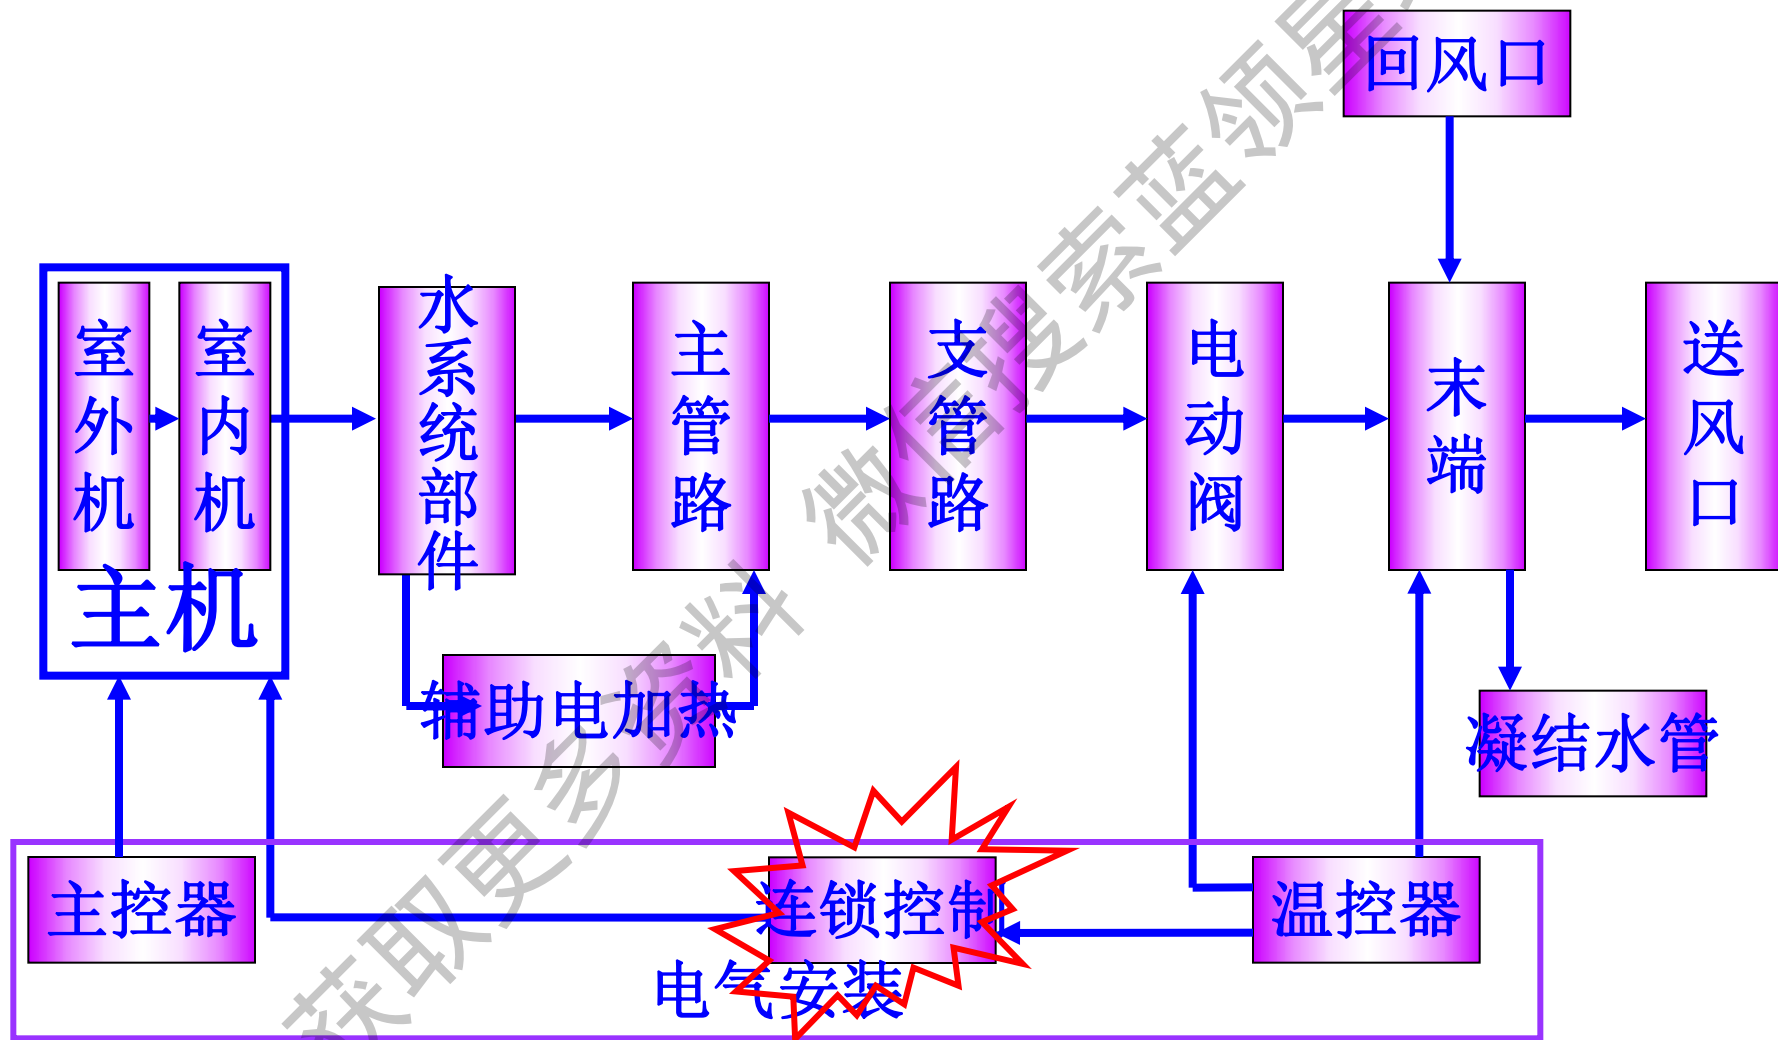 回风口
室外机
室内机
主机
水系统部件
主管路
支管路
电动阀
末端
送风口
辅助电加热
凝结水管
主控器
连锁控制
温控器
电气安装
获取更多资料 微信搜索蓝领星